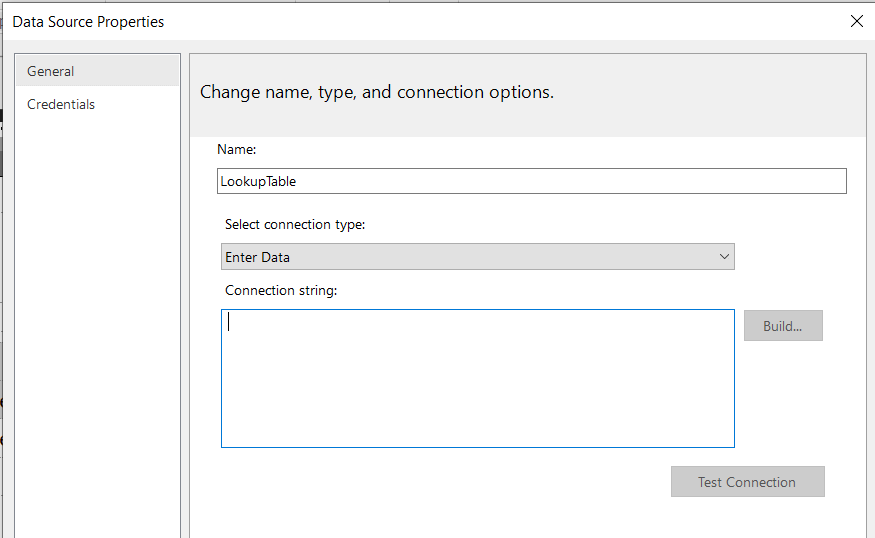 Data Source Properties
General
Credentials
Change name, type, and connection options.
Name:
LookupTable
Select connection type:
Enter Data
Connection string:
Build...
Test Connection